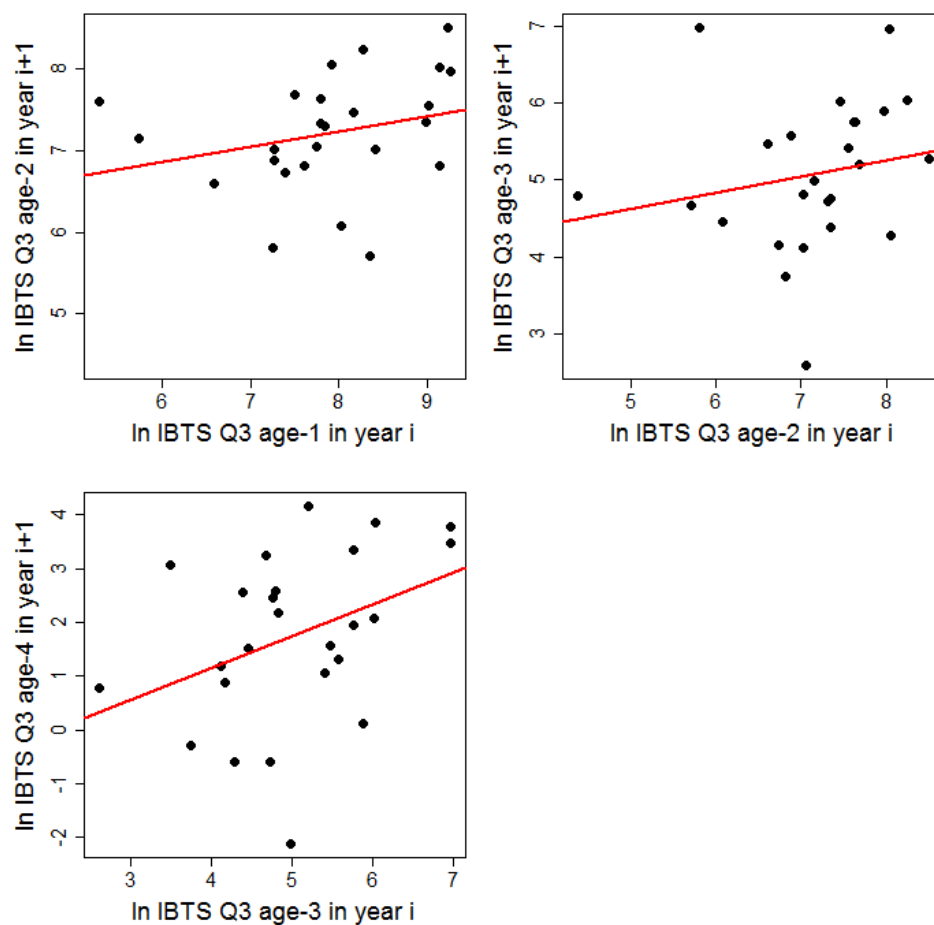 ln IBTS Q3 age-2 in year i+1
8
7
6
5
6 7 8 9
ln IBTS Q3 age-1 in year i
ln IBTS Q3 age-3 in year i+1
7
6
5
4
3
5 6 7 8
ln IBTS Q3 age-2 in year i
ln IBTS Q3 age-4 in year i+1
4
3
2
1
0
-1
-2
3 4 5 6 7
ln IBTS Q3 age-3 in year i